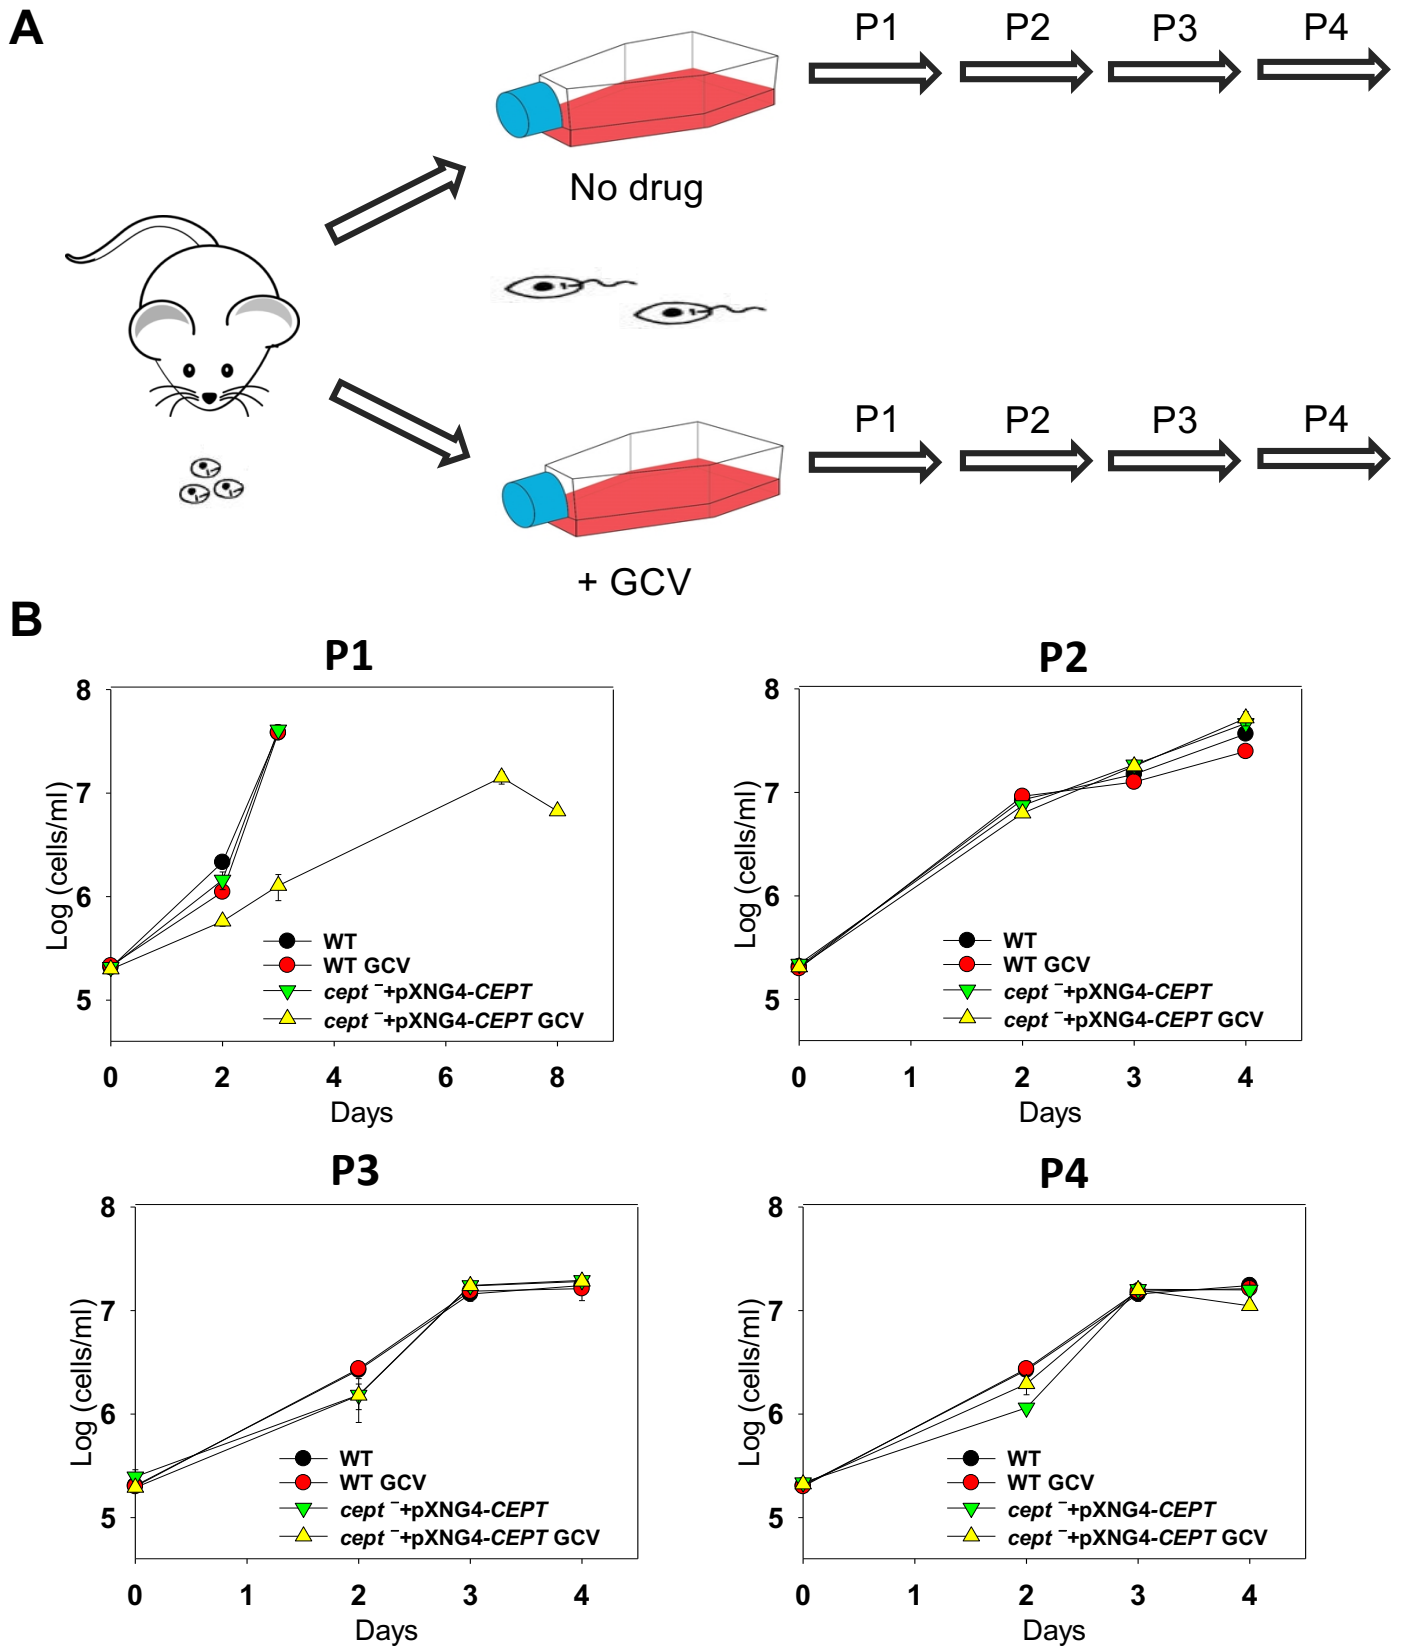 A
P1 P2 P3 P4
No drug
P1 P2 P3 P4
+ GCV
B
P1
8
7
6
5
Log (cells/ml)
WT
WT GCV
cept ⁻+pXNG4-CEPT
cept ⁻+pXNG4-CEPT GCV
0 2 4 6 8
Days
P2
8
7
6
5
Log (cells/ml)
WT
WT GCV
cept ⁻+pXNG4-CEPT
cept ⁻+pXNG4-CEPT GCV
0 1 2 3 4
Days
P3
8
7
6
5
Log (cells/ml)
WT
WT GCV
cept ⁻+pXNG4-CEPT
cept ⁻+pXNG4-CEPT GCV
0 1 2 3 4
Days
P4
8
7
6
5
Log (cells/ml)
WT
WT GCV
cept ⁻+pXNG4-CEPT
cept ⁻+pXNG4-CEPT GCV
0 1 2 3 4
Days